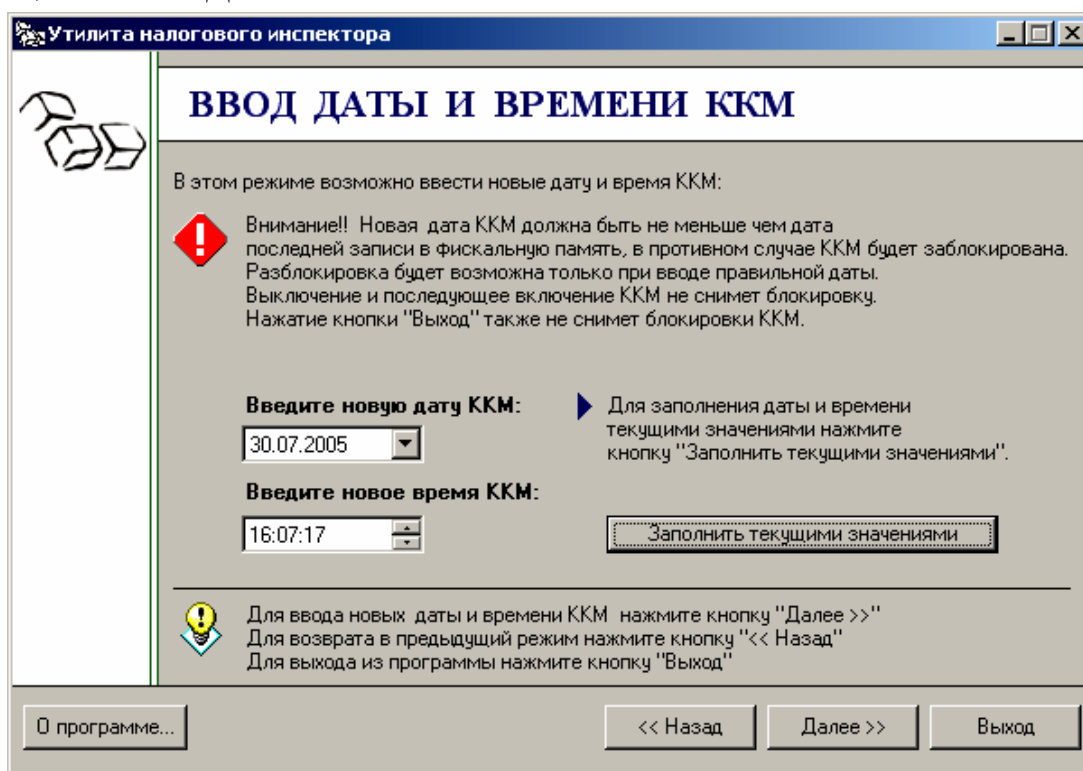 Утилита налогового инспектора
ВВОД ДАТЫ И ВРЕМЕНИ ККМ
В этом режиме возможно ввести новые дату и время ККМ:
Внимание!! Новая дата ККМ должна быть не меньше чем дата
последней записи в фискальную память, в противном случае ККМ будет заблокирована.
Разблокировка будет возможна только при вводе правильной даты.
Выключение и последующее включение ККМ не снимет блокировку.
Нажатие кнопки "Выход" также не снимет блокировки ККМ.
Введите новую дату ККМ:
30.07.2005
Для заполнения даты и времени
текущими значениями нажмите
кнопку "Заполнить текущими значениями".
Введите новое время ККМ:
16:07:17
Заполнить текущими значениями
Для ввода новых даты и времени ККМ нажмите кнопку "Далее >>"
Для возврата в предыдущий режим нажмите кнопку "<< Назад"
Для выхода из программы нажмите кнопку "Выход"
О программе...
<< Назад
Далее >>
Выход